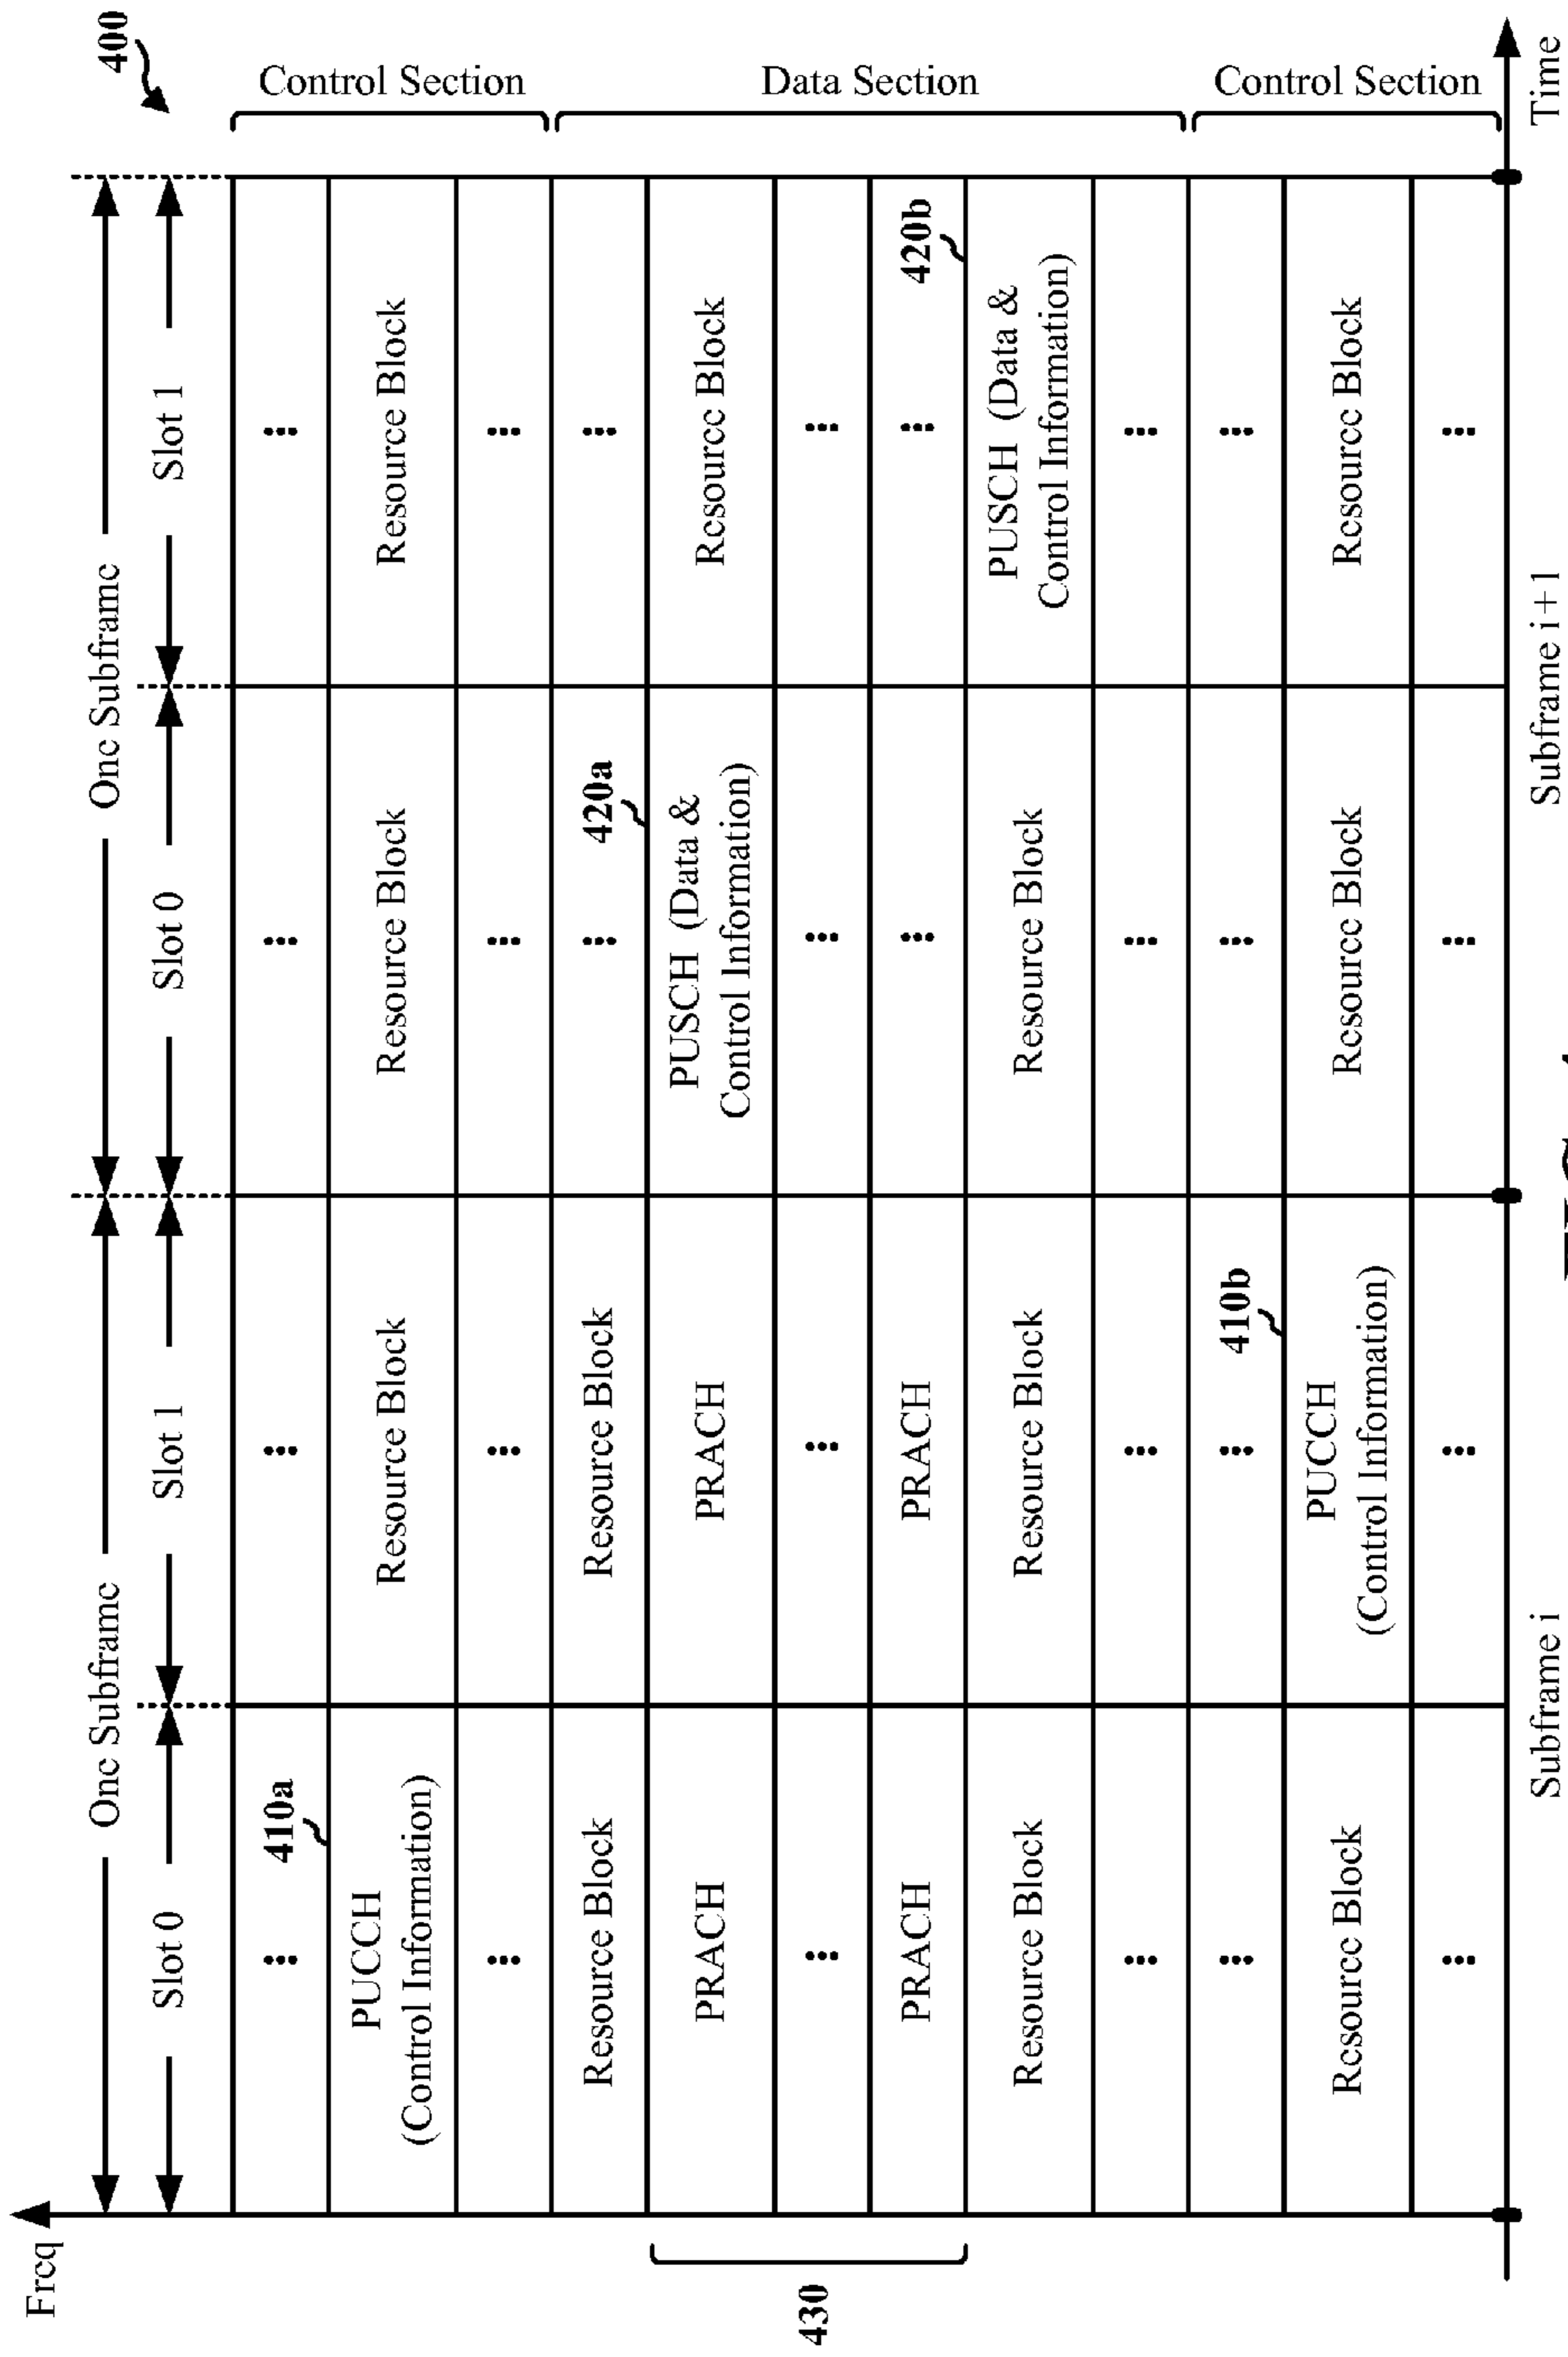 400
Freq
One Subframe
One Subframe
Slot 0
Slot 1
Slot 0
Slot 1
... 410a
...
...
...
PUCCH
(Control Information)
Resource Block
Resource Block
Resource Block
Control Section
...
...
...
...
Resource Block
Resource Block
... 420a
...
430
PRACH
PRACH
PUSCH (Data &
Control Information)
Resource Block
...
...
...
...
Data Section
PRACH
PRACH
...
... 420b
Resource Block
Resource Block
Resource Block
PUSCH (Data &
Control Information)
...
...
...
...
...
... 410b
...
...
Resource Block
PUCCH
(Control Information)
Resource Block
Resource Block
Control Section
...
...
...
...
Subframe i
Subframe i + 1
Time